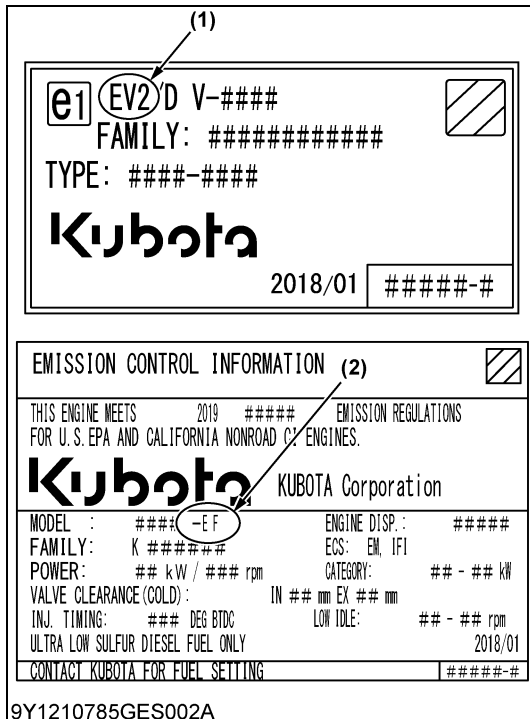 (1)
e1 EV2/D V-####
FAMILY: ############
TYPE: ####-####
Kubota
2018/01 #####-#
EMISSION CONTROL INFORMATION (2)
THIS ENGINE MEETS 2019 ##### EMISSION REGULATIONS
FOR U.S.EPA AND CALIFORNIA NONROAD CI ENGINES.
Kubota KUBOTA Corporation
MODEL : #### -EF ENGINE DISP.: #####
FAMILY: K ###### ECS: EM, IFI
POWER: ## kW / ### rpm CATEGORY: ## - ## kW
VALVE CLEARANCE(COLD): IN ## mm EX ## mm
INJ. TIMING: ### DEG BTDC LOW IDLE: ## - ## rpm
ULTRA LOW SULFUR DIESEL FUEL ONLY 2018/01
CONTACT KUBOTA FOR FUEL SETTING #####-#
9Y1210785GES002A